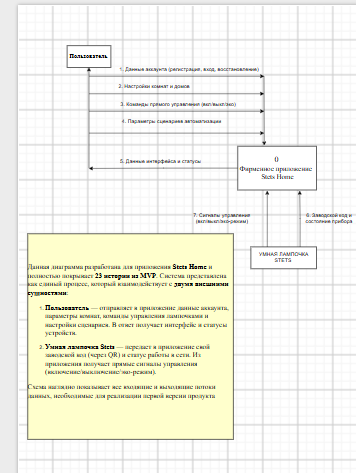 Пользователь
1. Данные аккаунта (регистрация, вход, восстановление)
2. Настройки комнат и домов
3. Команды прямого управления (вкл/выкл/эко)
4. Параметры сценариев автоматизации
5. Данные интерфейса и статусы
0
Фирменное приложение
Stets Home
7. Сигналы управления
(вкл/выкл/эко-режим)
6. Заводской код и
состояние прибора
УМНАЯ ЛАМПОЧКА
STETS
Данная диаграмма разработана для приложения Stets Home и
полностью покрывает 23 истории из MVP. Система представлена
как единый процесс, который взаимодействует с двумя внешними
сущностями:
1. Пользователь — отправляет в приложение данные аккаунта,
параметры комнат, команды управления лампочками и
настройки сценариев. В ответ получает интерфейс и статусы
устройств.
2. Умная лампочка Stets — передает в приложение свой
заводской код (через QR) и статус работы в сети. Из
приложения получает прямые сигналы управления
(включение/выключение/эко-режим).
Схема наглядно показывает все входящие и выходящие потоки
данных, необходимые для реализации первой версии продукта